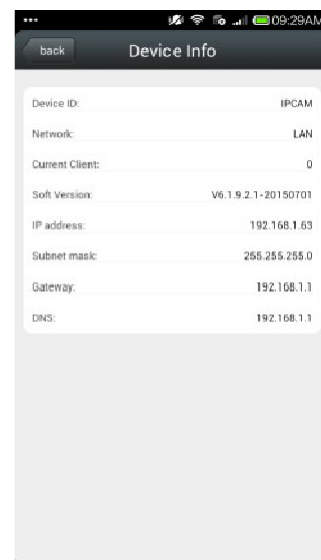 ... 09:29AM
back Device Info
Device ID: IPCAM
Network: LAN
Current Client: 0
Soft Version: V6.1.9.2.1-20150701
IP address: 192.168.1.63
Subnet mask: 255.255.255.0
Gateway: 192.168.1.1
DNS: 192.168.1.1